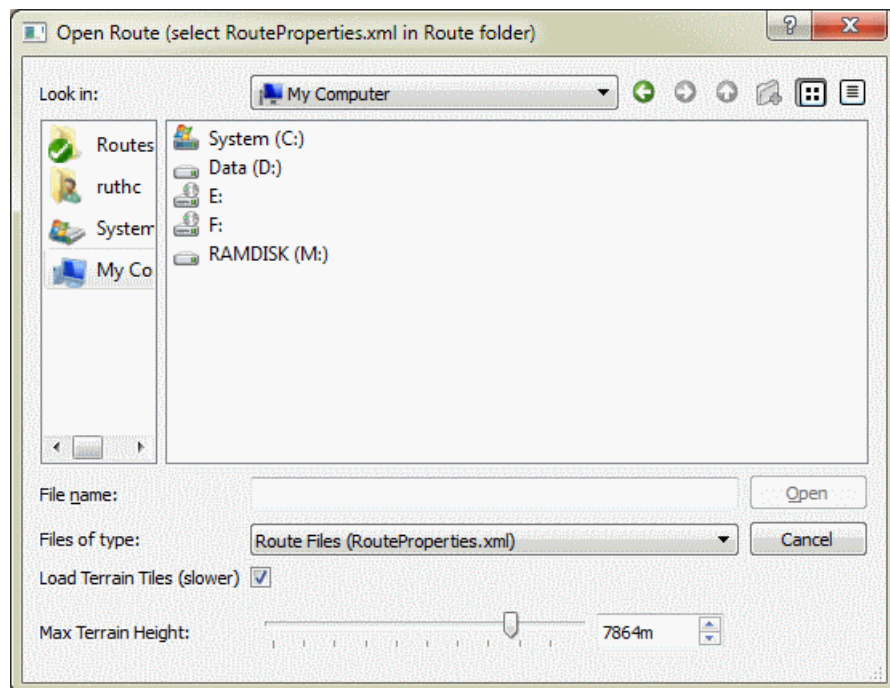 Open Route (select RouteProperties.xml in Route folder)
Look in:
My Computer
Routes
ruthc
System
My Co
System (C:)
Data (D:)
E:
F:
RAMDISK (M:)
File name:
Open
Files of type:
Route Files (RouteProperties.xml)
Cancel
Load Terrain Tiles (slower)
Max Terrain Height:
7864m